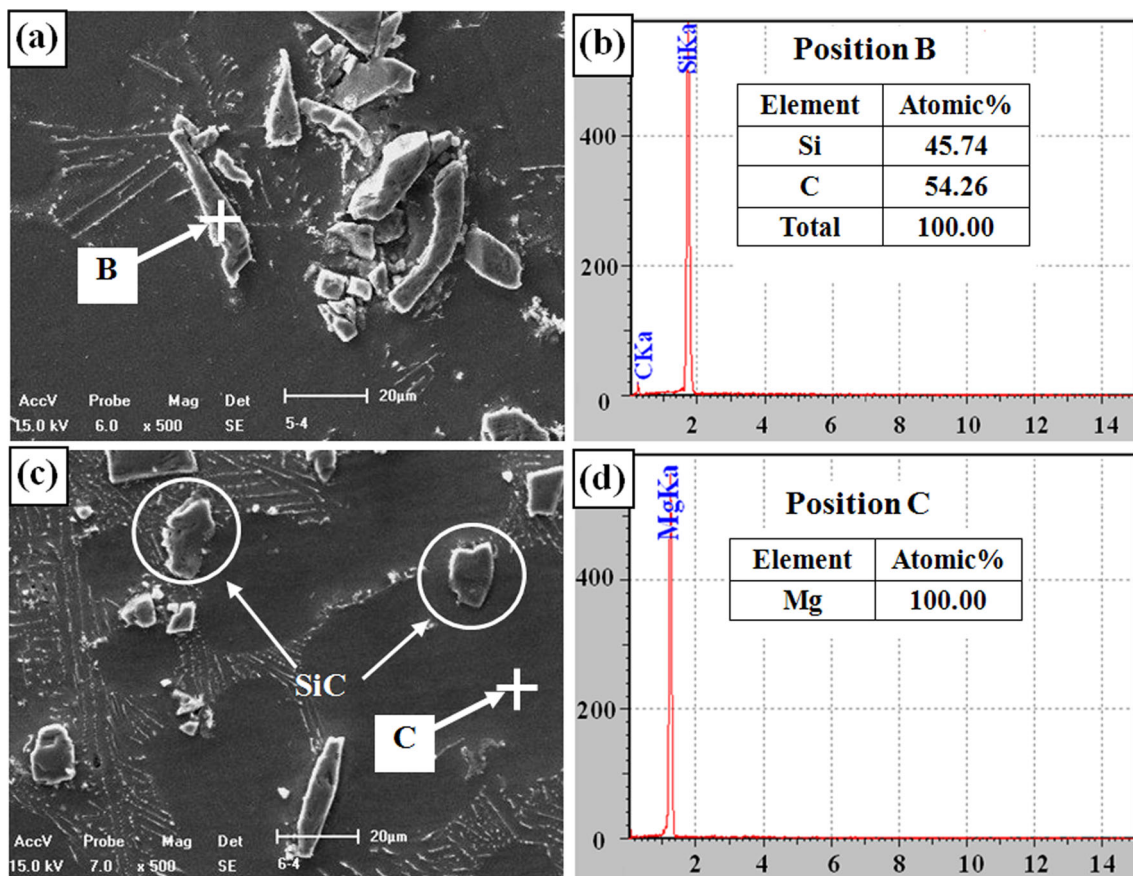 (a)
B
AccV Probe Mag Det
15.0 kV 6.0 x 500 SE 5-4
20μm
(b)
Position B
SiKa
CKa
Element Atomic%
Si 45.74
C 54.26
Total 100.00
400
200
0
2 4 6 8 10 12 14
(c)
SiC
C
AccV Probe Mag Det
15.0 kV 7.0 x 500 SE 6-4
20μm
(d)
Position C
MgKa
Element Atomic%
Mg 100.00
400
200
0
2 4 6 8 10 12 14